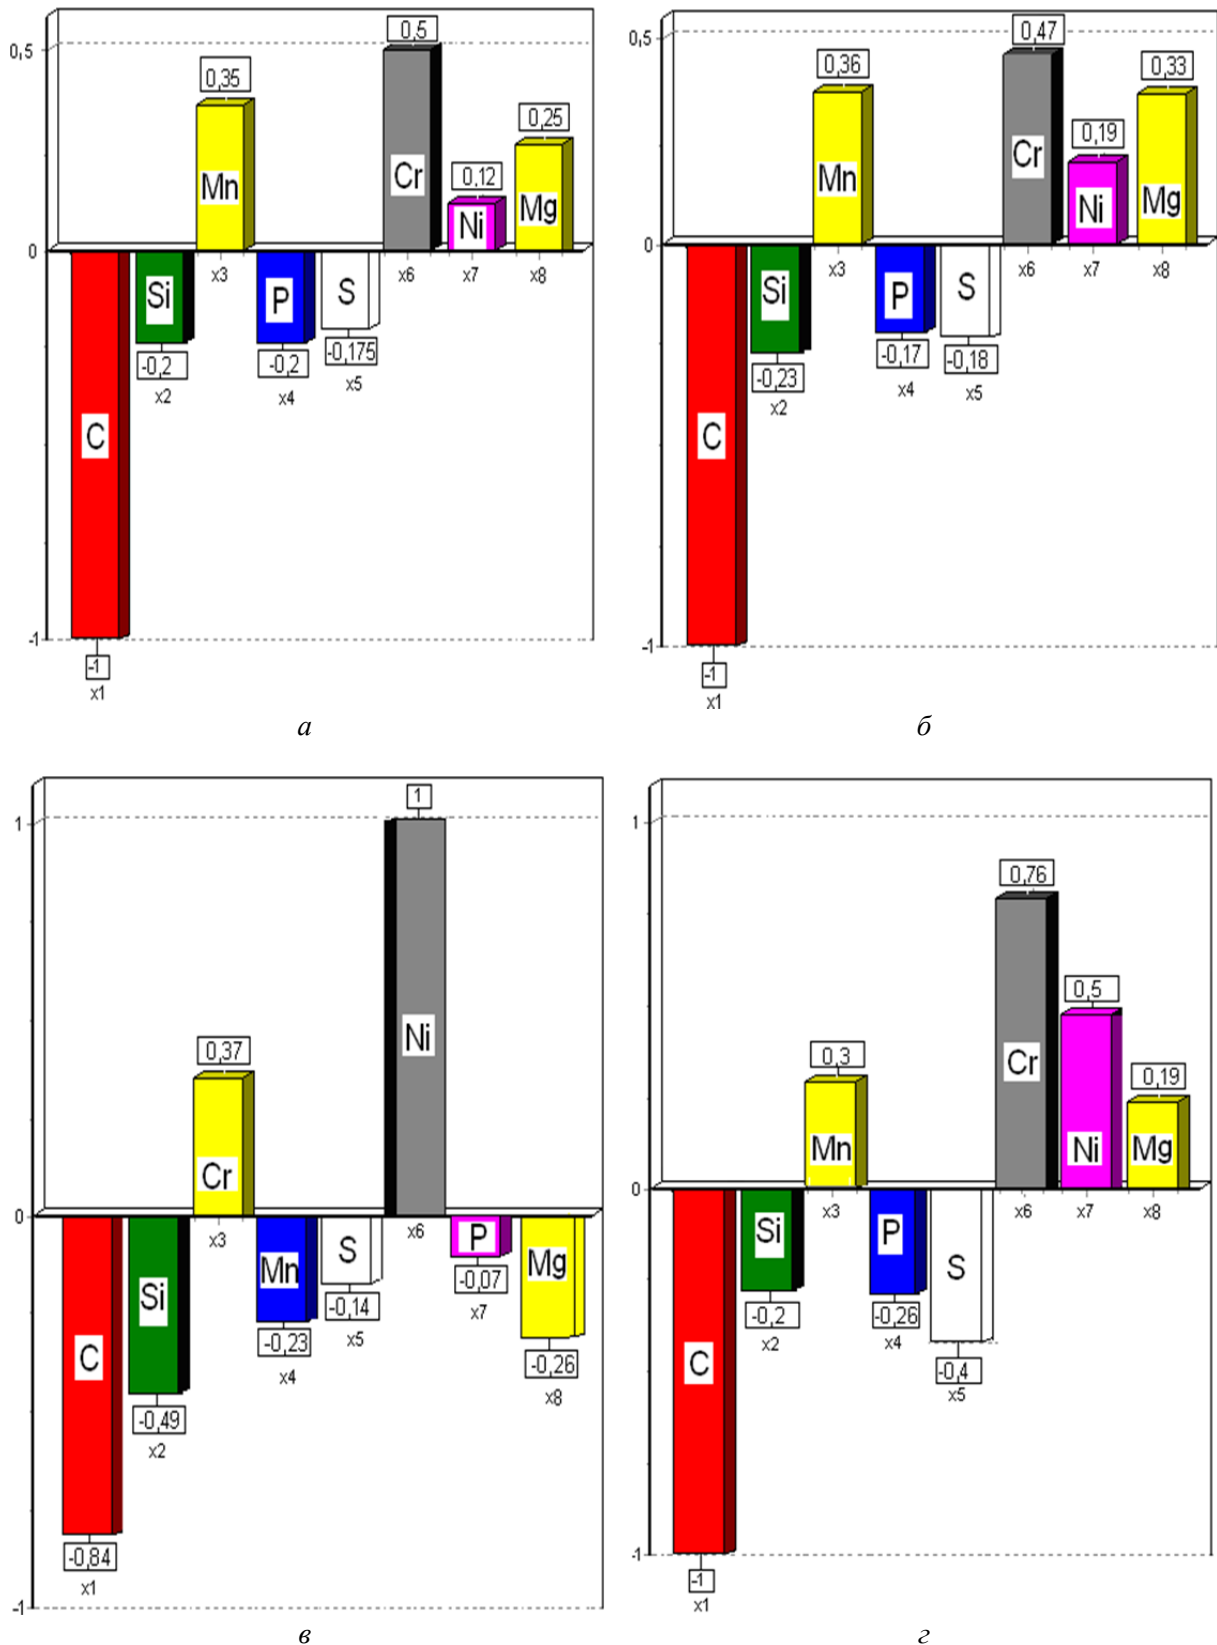 0,5
0
-1
0,35
0,5
0,12
0,25
C
Si
Mn
P
S
Cr
Ni
Mg
-1
-0,2
-0,2
-0,175
x1
x2
x3
x4
x5
x6
x7
x8
а
0,5
0
-1
0,36
0,47
0,19
0,33
C
Si
Mn
P
S
Cr
Ni
Mg
-1
-0,23
-0,17
-0,18
x1
x2
x3
x4
x5
x6
x7
x8
б
1
0
-1
0,37
1
C
Si
Cr
Mn
S
Ni
P
Mg
-0,84
-0,49
-0,23
-0,14
-0,07
-0,26
x1
x2
x3
x4
x5
x6
x7
x8
в
1
0
-1
0,3
0,76
0,5
0,19
C
Si
Mn
P
S
Cr
Ni
Mg
-1
-0,2
-0,26
-0,4
x1
x2
x3
x4
x5
x6
x7
x8
г